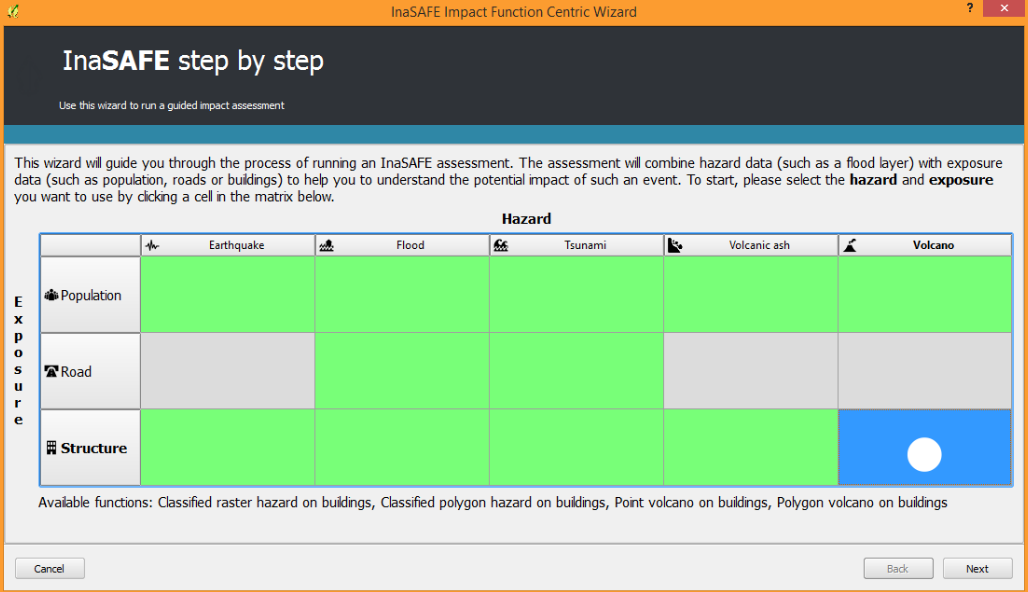 InaSAFE Impact Function Centric Wizard
?
InaSAFE step by step
Use this wizard to run a guided impact assessment
This wizard will guide you through the process of running an InaSAFE assessment. The assessment will combine hazard data (such as a flood layer) with exposure
data (such as population, roads or buildings) to help you to understand the potential impact of such an event. To start, please select the hazard and exposure
you want to use by clicking a cell in the matrix below.
Hazard
Earthquake Flood Tsunami Volcanic ash Volcano
Exposure
Population
Road
Structure
Available functions: Classified raster hazard on buildings, Classified polygon hazard on buildings, Point volcano on buildings, Polygon volcano on buildings
Cancel Back Next